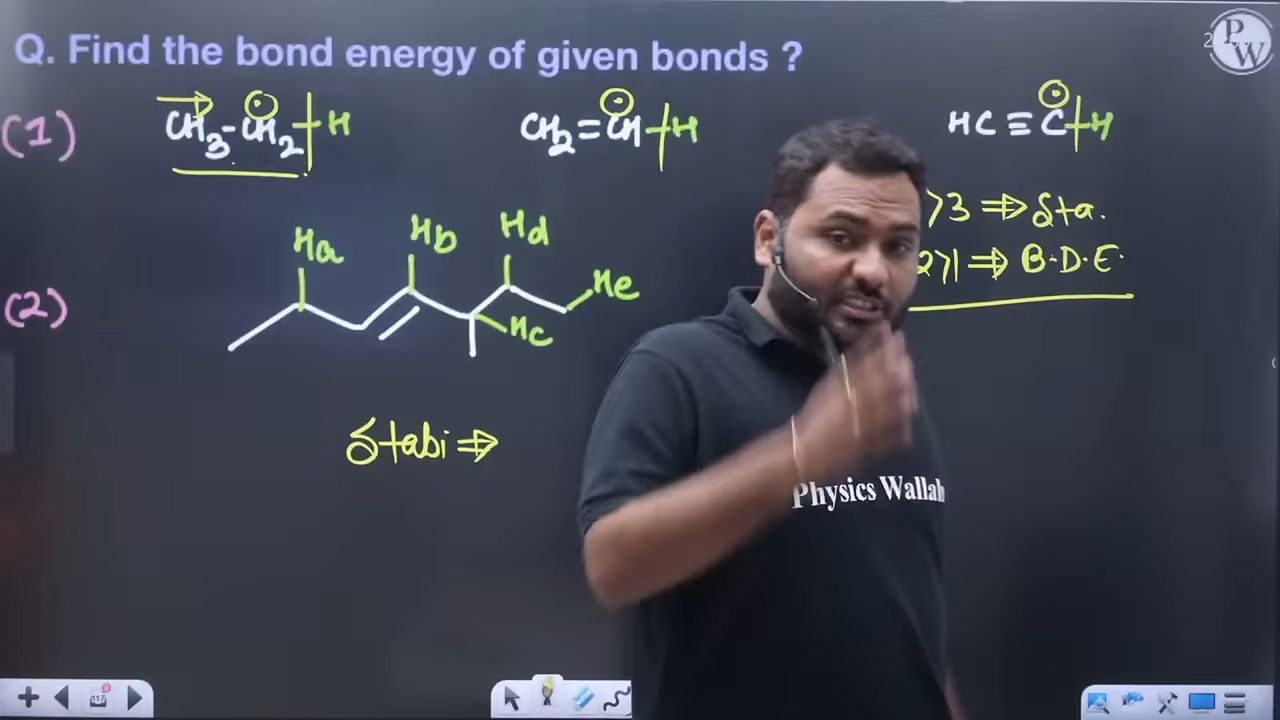 Q. Find the bond energy of given bonds ?
PW
(1) CH3-CH2-H CH2=CH-H HC≡C-H
>3 ⇒ Sta.
2>1 ⇒ B.D.E.
(2) Ha Hb Hc Hd He
Stabi ⇒
Physics Wallah
117